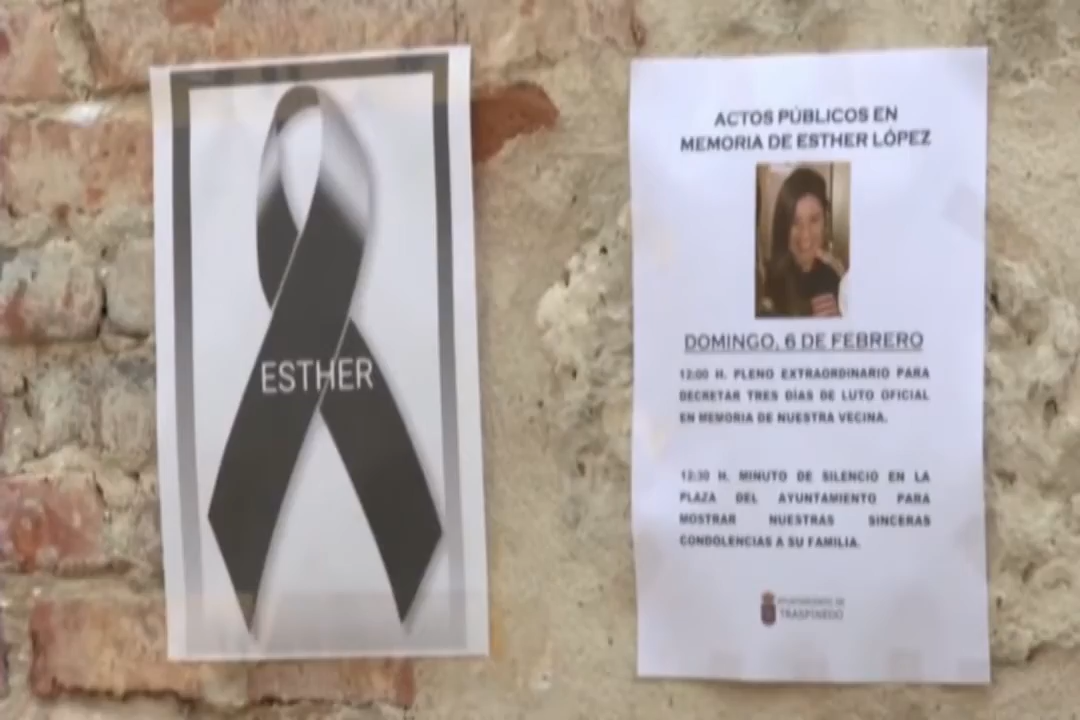 ESTHER
ACTOS PÚBLICOS EN
MEMORIA DE ESTHER LÓPEZ
DOMINGO, 6 DE FEBRERO
12:00 H. PLENO EXTRAORDINARIO PARA
DECRETAR TRES DÍAS DE LUTO OFICIAL
EN MEMORIA DE NUESTRA VECINA.
12:30 H. MINUTO DE SILENCIO EN LA
PLAZA DEL AYUNTAMIENTO PARA
MOSTRAR NUESTRAS SINCERAS
CONDOLENCIAS A SU FAMILIA.
AYUNTAMIENTO DE
TRASPINEDO